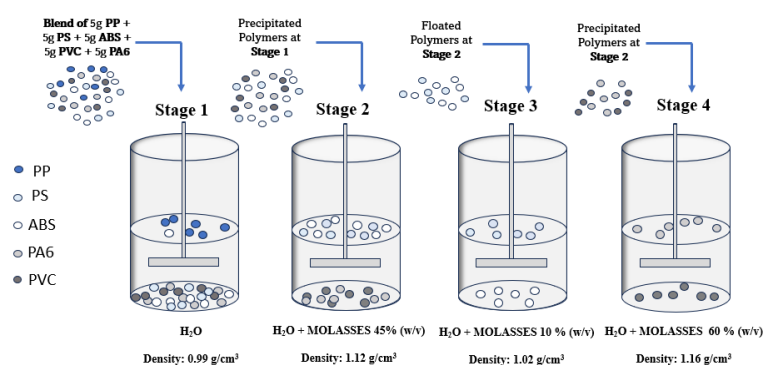 Blend of 5g PP +
5g PS + 5g ABS +
5g PVC + 5g PA6
Precipitated
Polymers at
Stage 1
Floated
Polymers at
Stage 2
Precipitated
Polymers at
Stage 2
Stage 1
Stage 2
Stage 3
Stage 4
PP
PS
ABS
PA6
PVC
H₂O
H₂O + MOLASSES 45% (w/v)
H₂O + MOLASSES 10 % (w/v)
H₂O + MOLASSES 60 % (w/v)
Density: 0.99 g/cm³
Density: 1.12 g/cm³
Density: 1.02 g/cm³
Density: 1.16 g/cm³